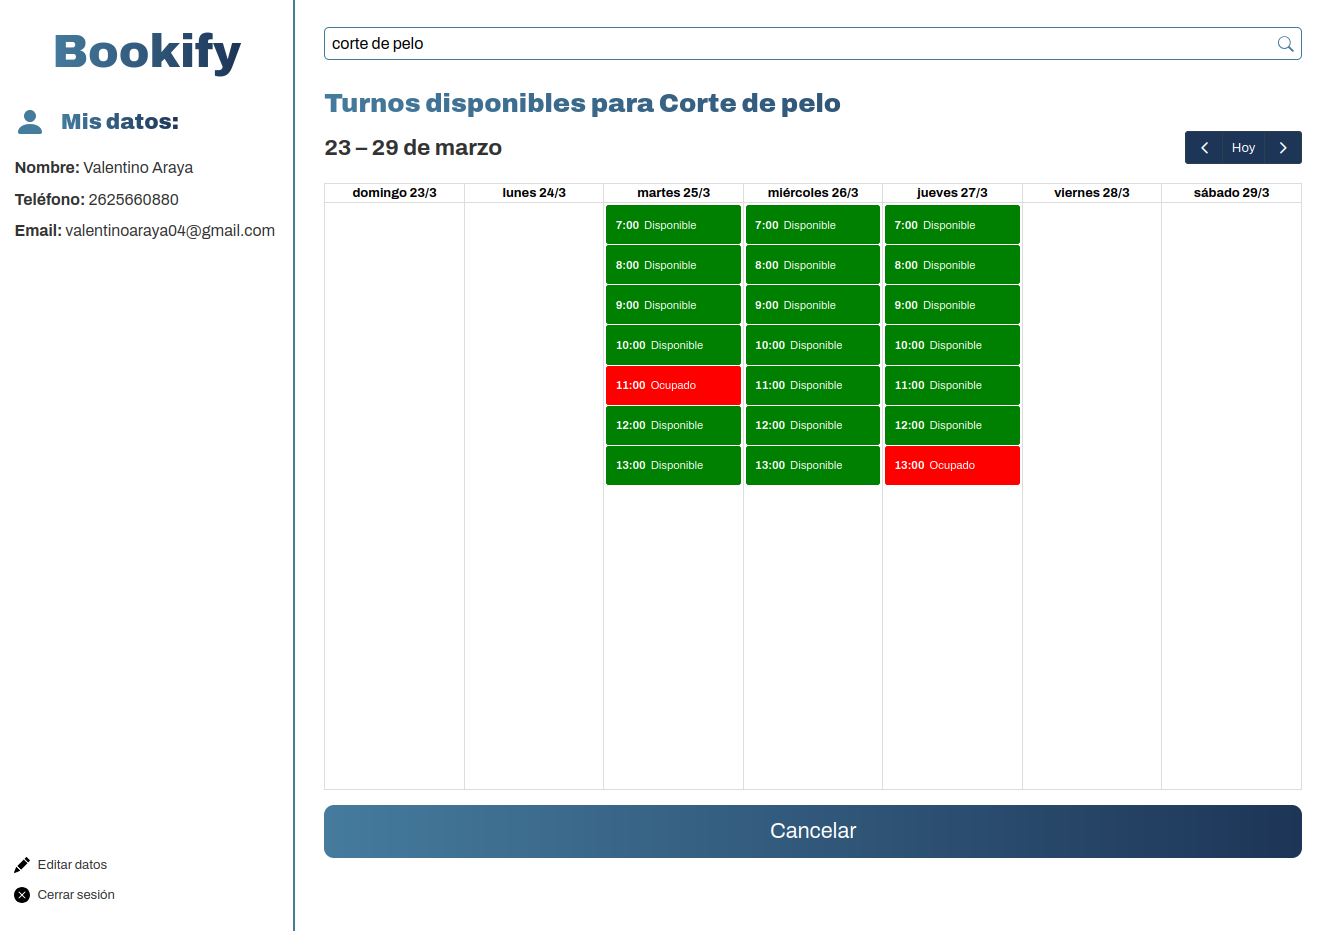 Bookify
Mis datos:
Nombre: Valentino Araya
Teléfono: 2625660880
Email: valentinoaraya04@gmail.com
Editar datos
Cerrar sesión
corte de pelo
Turnos disponibles para Corte de pelo
23 – 29 de marzo
Hoy
domingo 23/3 lunes 24/3 martes 25/3 miércoles 26/3 jueves 27/3 viernes 28/3 sábado 29/3
7:00 Disponible 7:00 Disponible 7:00 Disponible
8:00 Disponible 8:00 Disponible 8:00 Disponible
9:00 Disponible 9:00 Disponible 9:00 Disponible
10:00 Disponible 10:00 Disponible 10:00 Disponible
11:00 Ocupado 11:00 Disponible 11:00 Disponible
12:00 Disponible 12:00 Disponible 12:00 Disponible
13:00 Disponible 13:00 Disponible 13:00 Ocupado
Cancelar